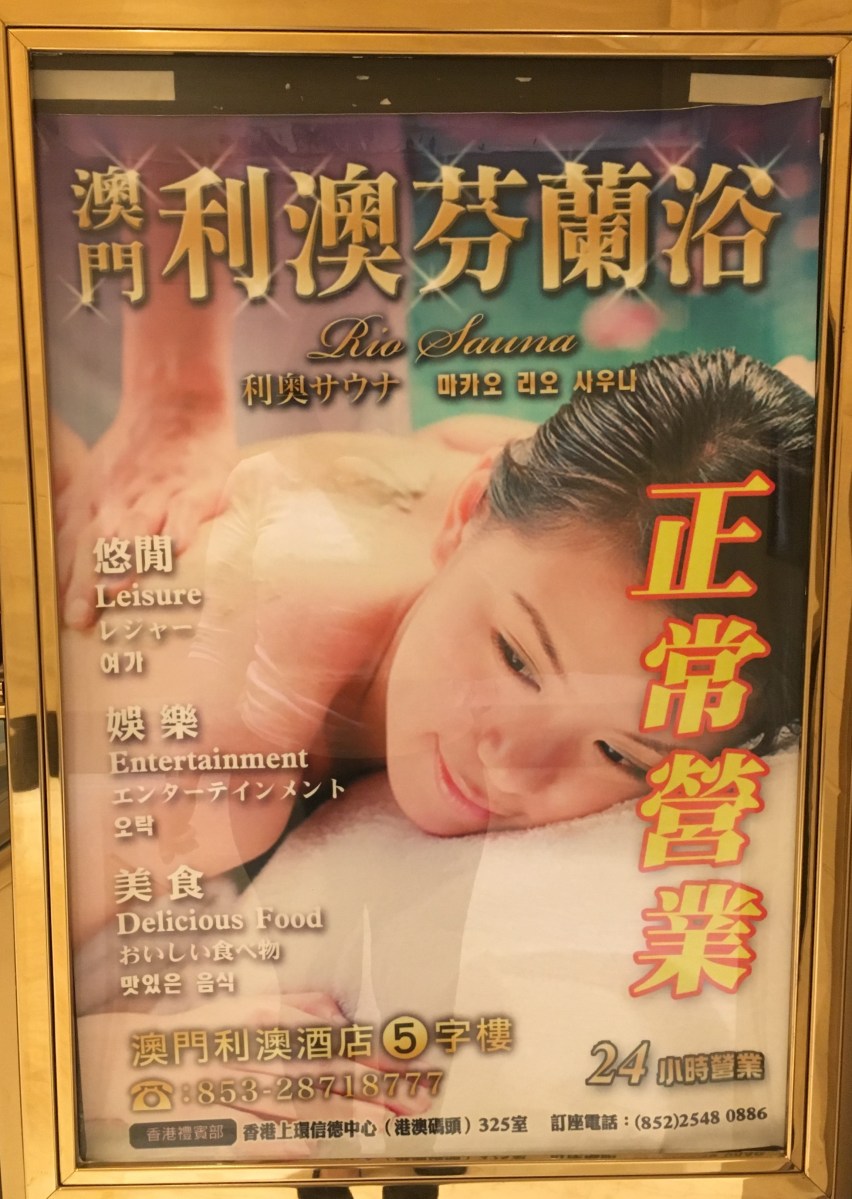 澳門利澳芬蘭浴
Rio Sauna
利奥サウナ 마카오 리오 사우나
正常營業
悠閒
Leisure
レジャー
여가
娛樂
Entertainment
エンターテインメント
오락
美食
Delicious Food
おいしい食べ物
맛있은 음식
澳門利澳酒店5字樓
☎:853-28718777
24小時營業
香港禮賓部 香港上環信德中心(港澳碼頭)325室 訂座電話:(852)2548 0886